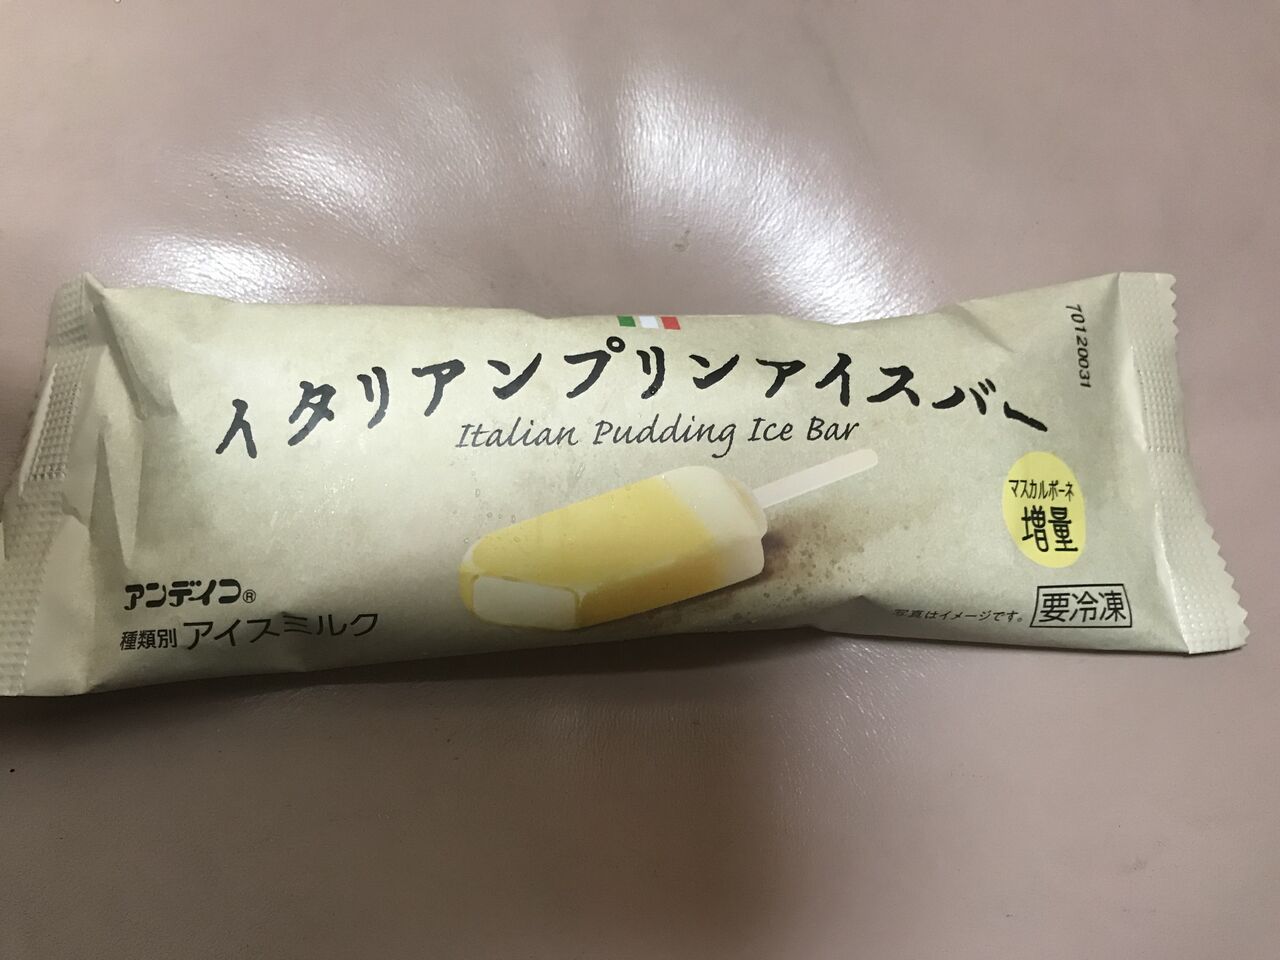 イタリアンプリンアイスバー
Italian Pudding Ice Bar
70120031
マスカルポーネ
増量
アンデイコ®
種類別 アイスミルク
写真はイメージです。
要冷凍